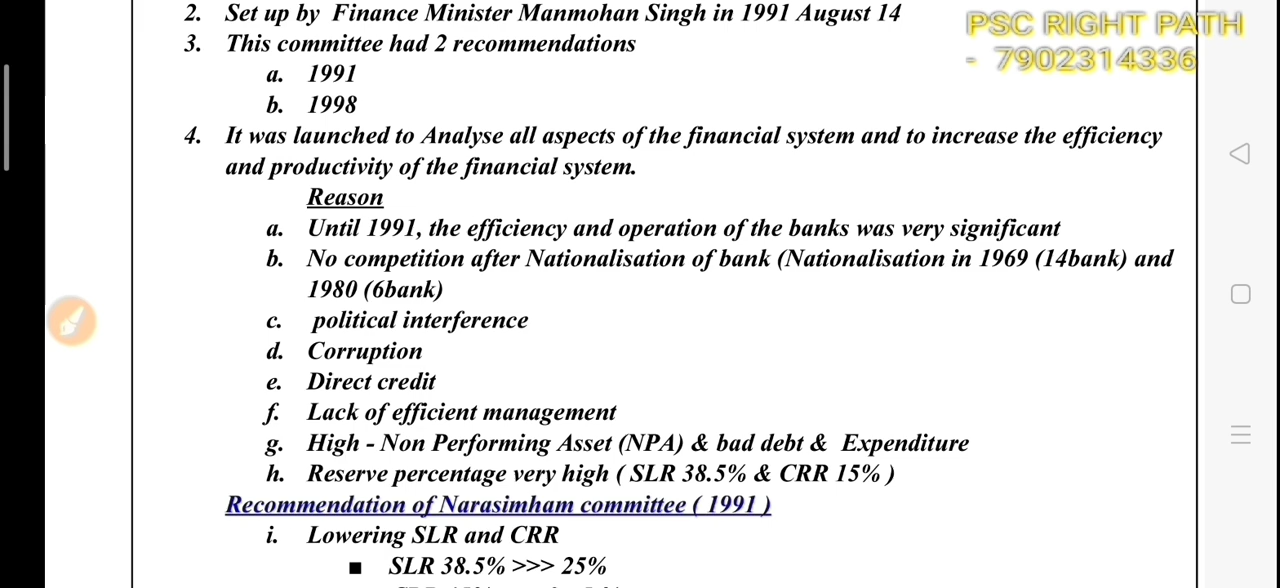 2. Set up by Finance Minister Manmohan Singh in 1991 August 14
PSC RIGHT PATH
- 7902314336
3. This committee had 2 recommendations
a. 1991
b. 1998
4. It was launched to Analyse all aspects of the financial system and to increase the efficiency
and productivity of the financial system.
Reason
a. Until 1991, the efficiency and operation of the banks was very significant
b. No competition after Nationalisation of bank (Nationalisation in 1969 (14bank) and
1980 (6bank)
c. political interference
d. Corruption
e. Direct credit
f. Lack of efficient management
g. High - Non Performing Asset (NPA) & bad debt & Expenditure
h. Reserve percentage very high ( SLR 38.5% & CRR 15% )
Recommendation of Narasimham committee ( 1991 )
i. Lowering SLR and CRR
■ SLR 38.5% >>> 25%